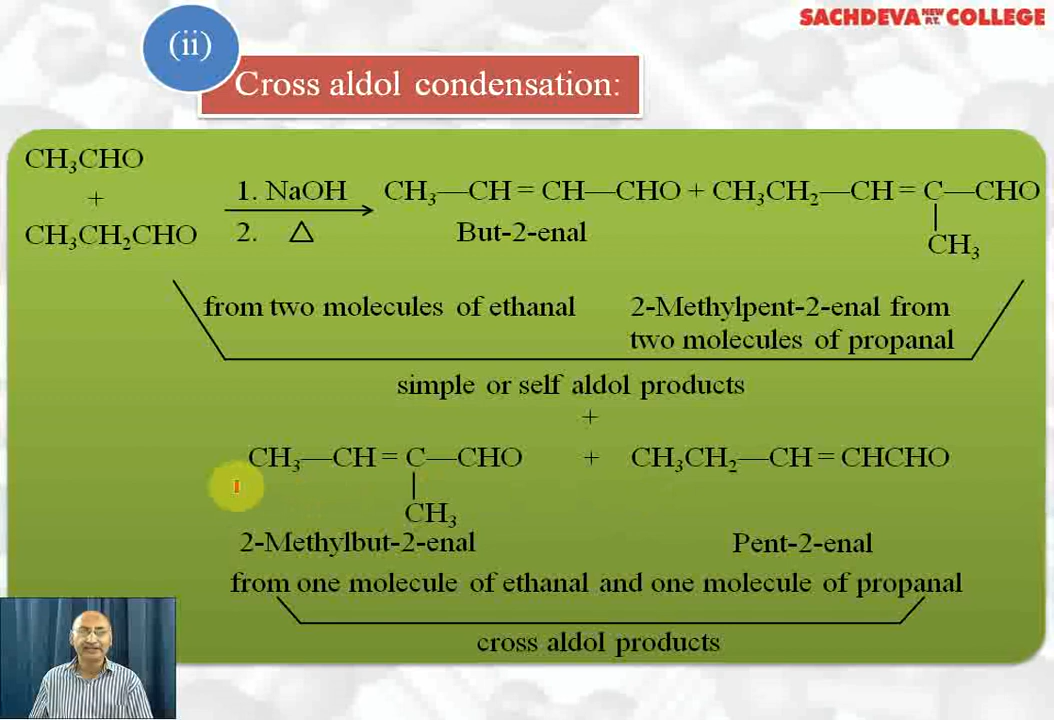 SACHDEVA NEW P.T. COLLEGE
(ii)
Cross aldol condensation:
CH₃CHO
+
CH₃CH₂CHO
1. NaOH
2. △
CH₃—CH = CH—CHO + CH₃CH₂—CH = C—CHO
CH₃
But-2-enal
from two molecules of ethanal
2-Methylpent-2-enal from
two molecules of propanal
simple or self aldol products
+
CH₃—CH = C—CHO + CH₃CH₂—CH = CHCHO
CH₃
2-Methylbut-2-enal
Pent-2-enal
from one molecule of ethanal and one molecule of propanal
cross aldol products